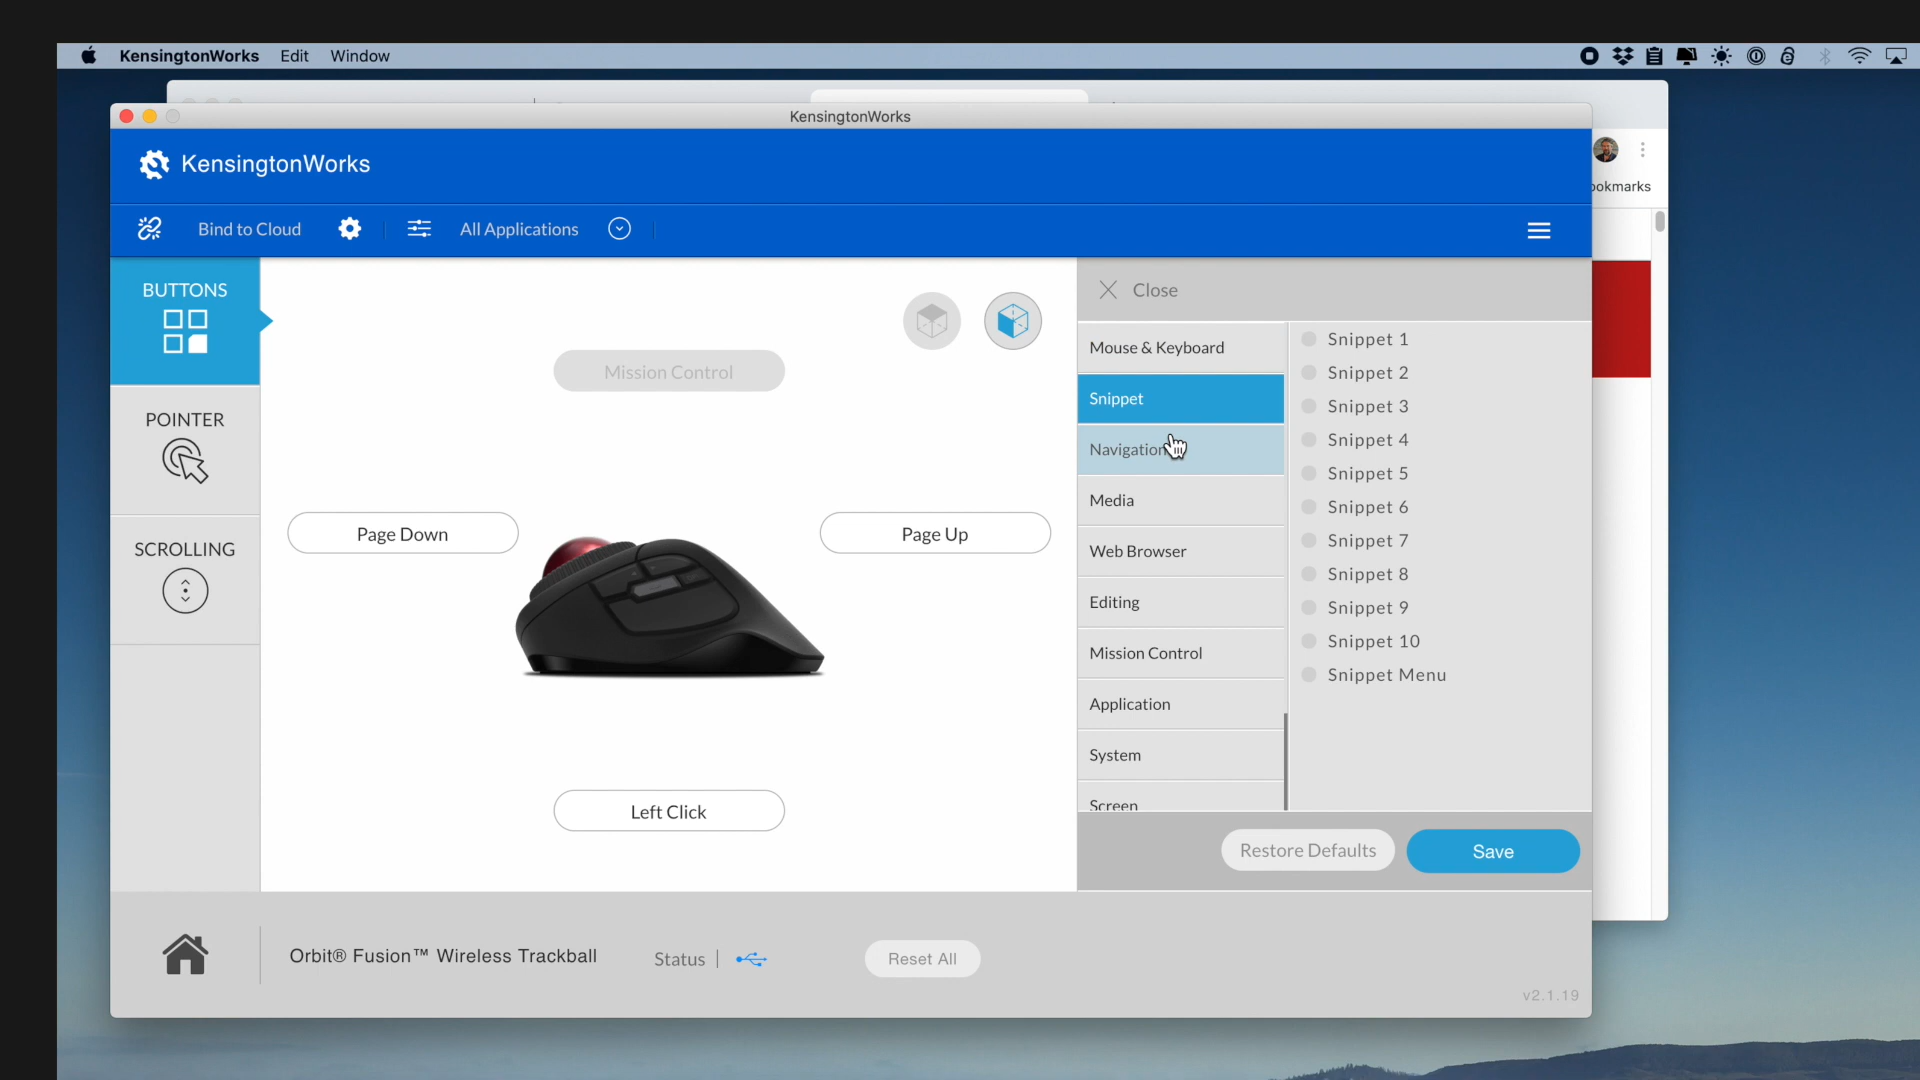 KensingtonWorks Edit Window
KensingtonWorks
KensingtonWorks
ookmarks
Bind to Cloud All Applications
BUTTONS
POINTER
SCROLLING
Mission Control
Page Down
Page Up
Left Click
Close
Mouse & Keyboard
Snippet
Navigation
Media
Web Browser
Editing
Mission Control
Application
System
Screen
Snippet 1
Snippet 2
Snippet 3
Snippet 4
Snippet 5
Snippet 6
Snippet 7
Snippet 8
Snippet 9
Snippet 10
Snippet Menu
Restore Defaults Save
Orbit® Fusion™ Wireless Trackball Status Reset All
v2.1.19